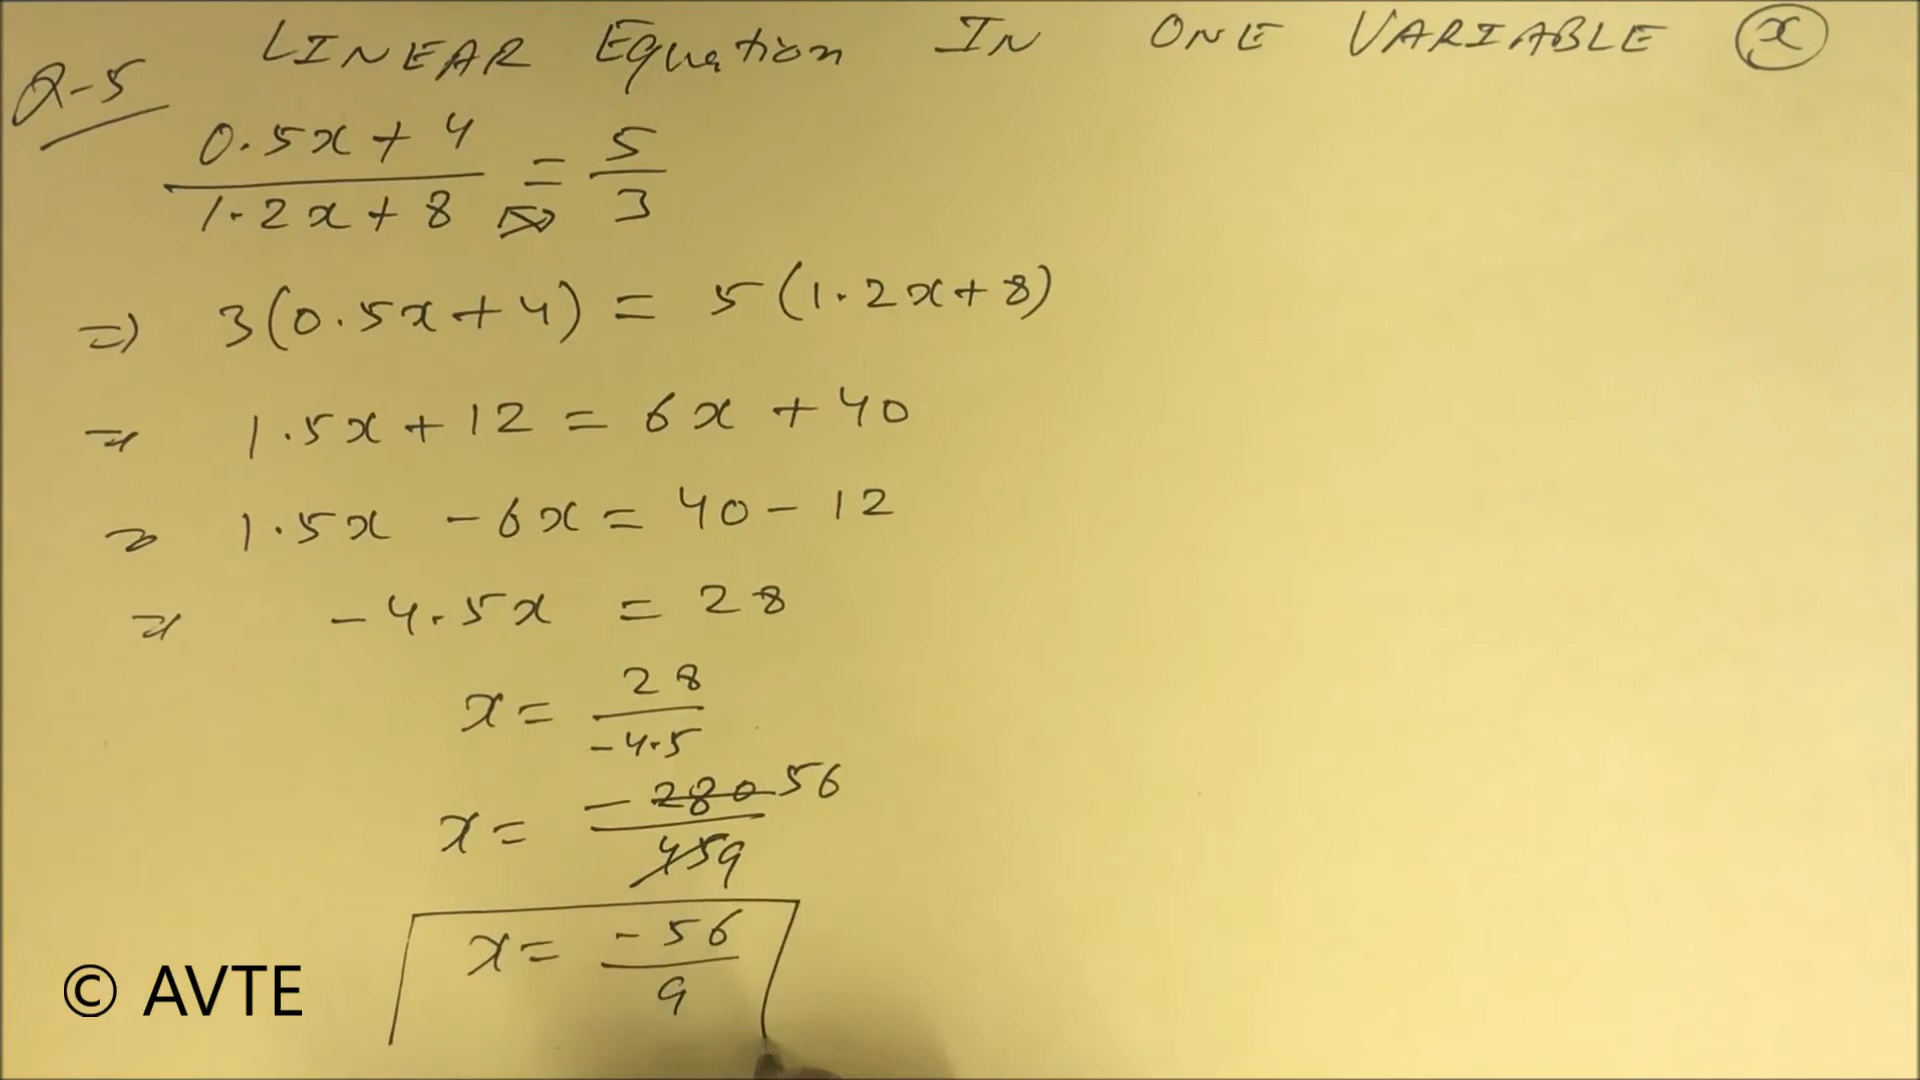 LINEAR Equation IN ONE VARIABLE x
Q-5
0.5x + 4 / 1.2x + 8 = 5 / 3
=> 3(0.5x + 4) = 5(1.2x + 8)
=> 1.5x + 12 = 6x + 40
=> 1.5x - 6x = 40 - 12
=> -4.5x = 28
x = 28 / -4.5
x = - 280 56 / 45 9
x = -56 / 9
© AVTE